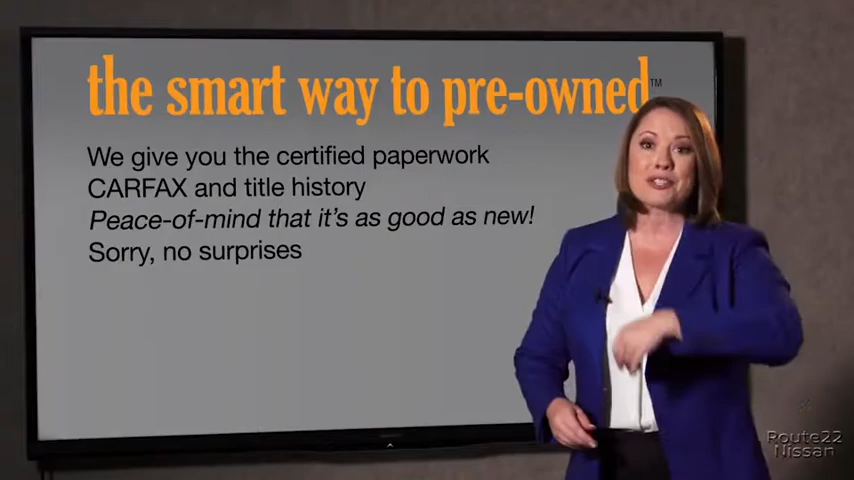 the smart way to pre-owned™
We give you the certified paperwork
CARFAX and title history
Peace-of-mind that it's as good as new!
Sorry, no surprises
Route22
Nissan